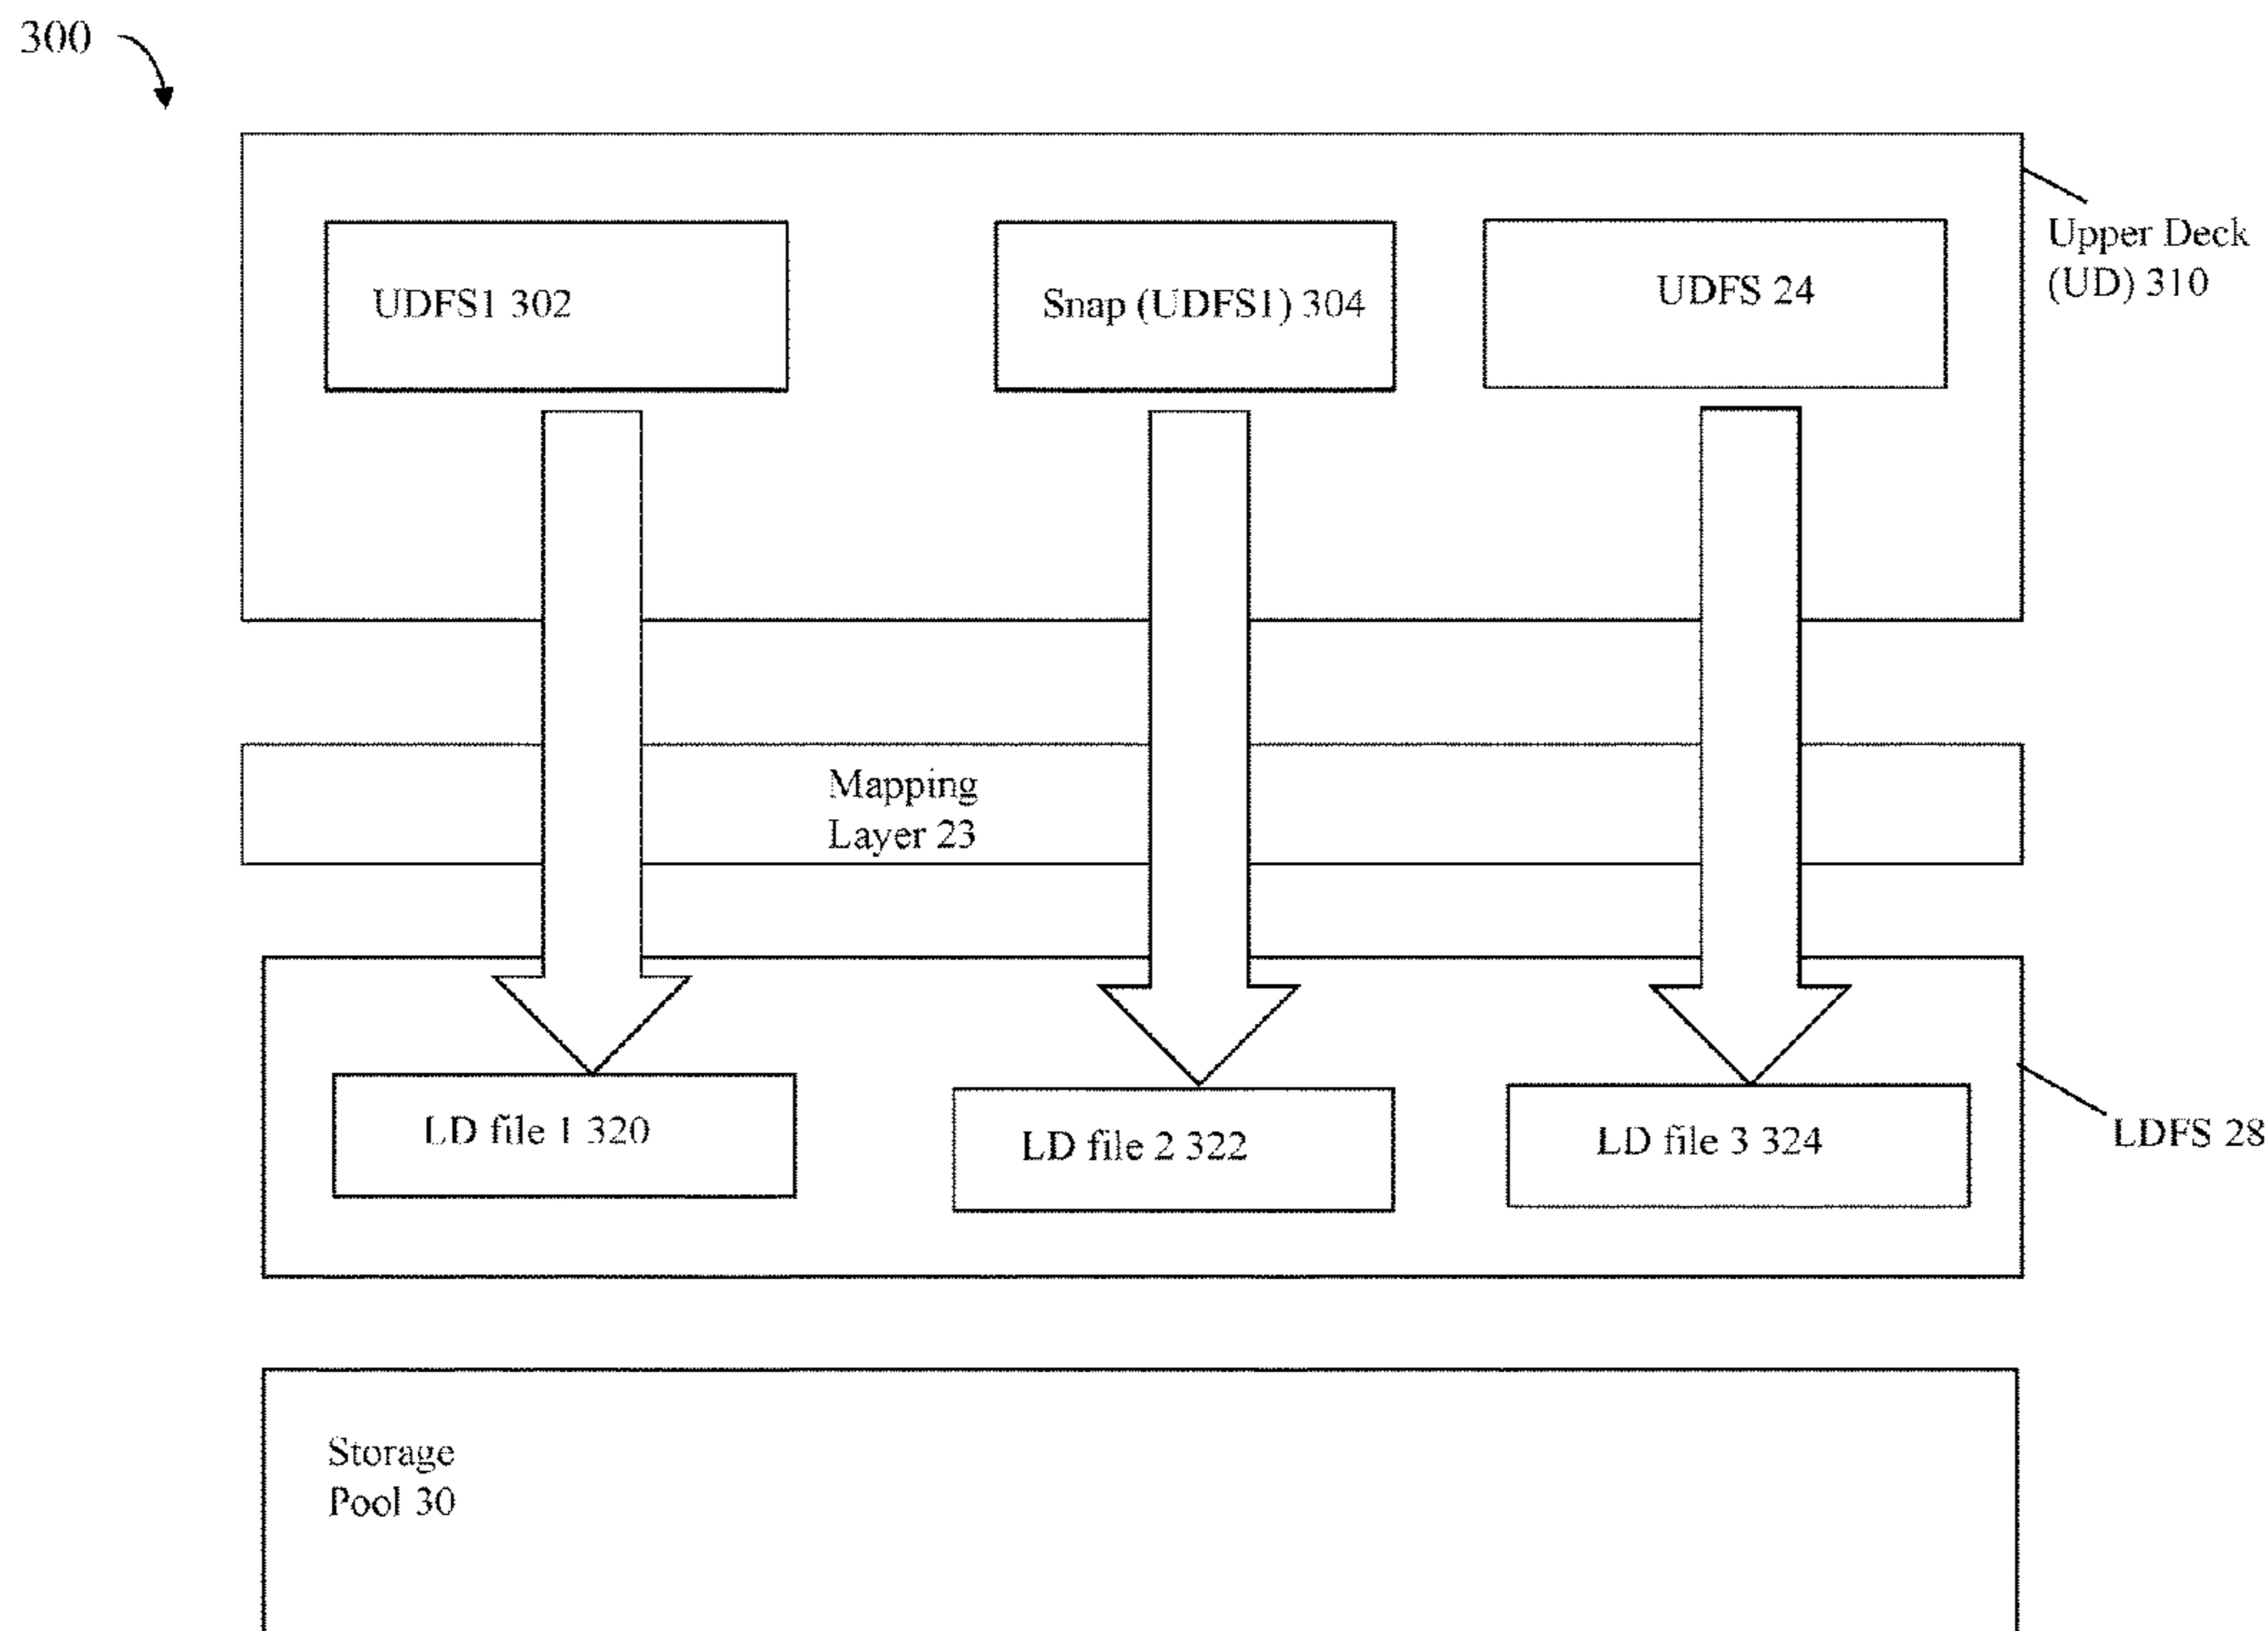 300
UDFS1 302
Snap (UDFS1) 304
UDFS 24
Upper Deck
(UD) 310
Mapping
Layer 23
LD file 1 320
LD file 2 322
LD file 3 324
LDFS 28
Storage
Pool 30